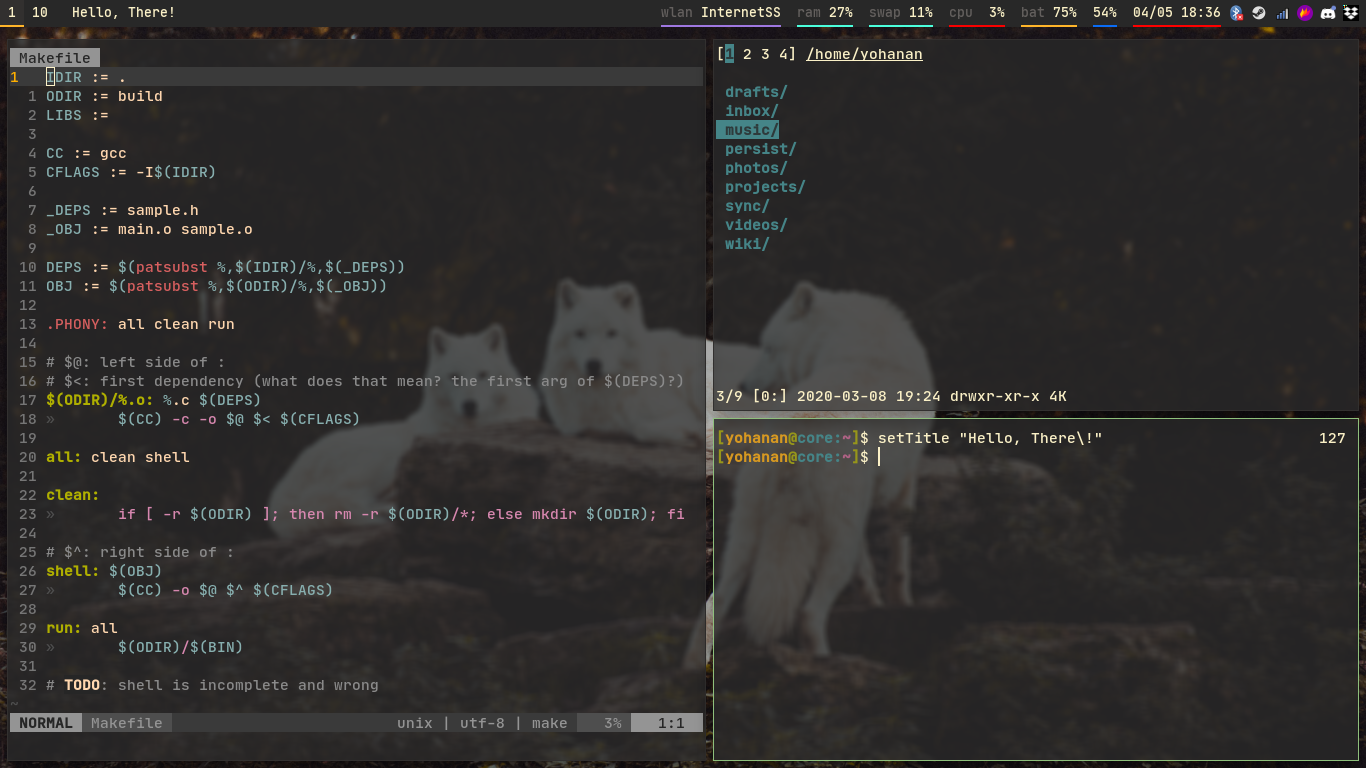 1 10 Hello, There! wlan InternetSS ram 27% swap 11% cpu 3% bat 75% 54% 04/05 18:36
Makefile
1 IDIR := .
1 ODIR := build
2 LIBS :=
3
4 CC := gcc
5 CFLAGS := -I$(IDIR)
6
7 _DEPS := sample.h
8 _OBJ := main.o sample.o
9
10 DEPS := $(patsubst %,$(IDIR)/%,$(_DEPS))
11 OBJ := $(patsubst %,$(ODIR)/%,$(_OBJ))
12
13 .PHONY: all clean run
14
15 # $@: left side of :
16 # $<: first dependency (what does that mean? the first arg of $(DEPS)?)
17 $(ODIR)/%.o: %.c $(DEPS)
18 » $(CC) -c -o $@ $< $(CFLAGS)
19
20 all: clean shell
21
22 clean:
23 » if [ -r $(ODIR) ]; then rm -r $(ODIR)/*; else mkdir $(ODIR); fi
24
25 # $^: right side of :
26 shell: $(OBJ)
27 » $(CC) -o $@ $^ $(CFLAGS)
28
29 run: all
30 » $(ODIR)/$(BIN)
31
32 # TODO: shell is incomplete and wrong
~
NORMAL Makefile unix | utf-8 | make 3% 1:1
[1 2 3 4] /home/yohanan
drafts/
inbox/
music/
persist/
photos/
projects/
sync/
videos/
wiki/
3/9 [0:] 2020-03-08 19:24 drwxr-xr-x 4K
[yohanan@core:~]$ setTitle "Hello, There\!" 127
[yohanan@core:~]$